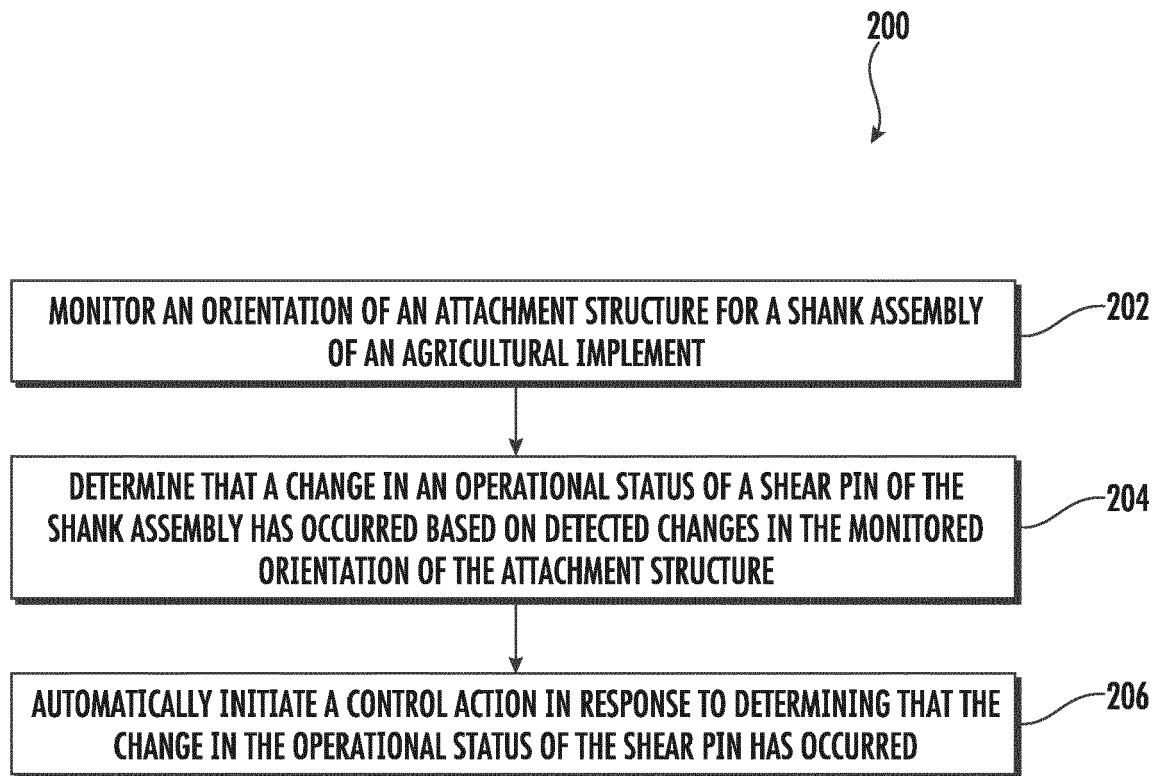 200
MONITOR AN ORIENTATION OF AN ATTACHMENT STRUCTURE FOR A SHANK ASSEMBLY
OF AN AGRICULTURAL IMPLEMENT
202
DETERMINE THAT A CHANGE IN AN OPERATIONAL STATUS OF A SHEAR PIN OF THE
SHANK ASSEMBLY HAS OCCURRED BASED ON DETECTED CHANGES IN THE MONITORED
ORIENTATION OF THE ATTACHMENT STRUCTURE
204
AUTOMATICALLY INITIATE A CONTROL ACTION IN RESPONSE TO DETERMINING THAT THE
CHANGE IN THE OPERATIONAL STATUS OF THE SHEAR PIN HAS OCCURRED
206